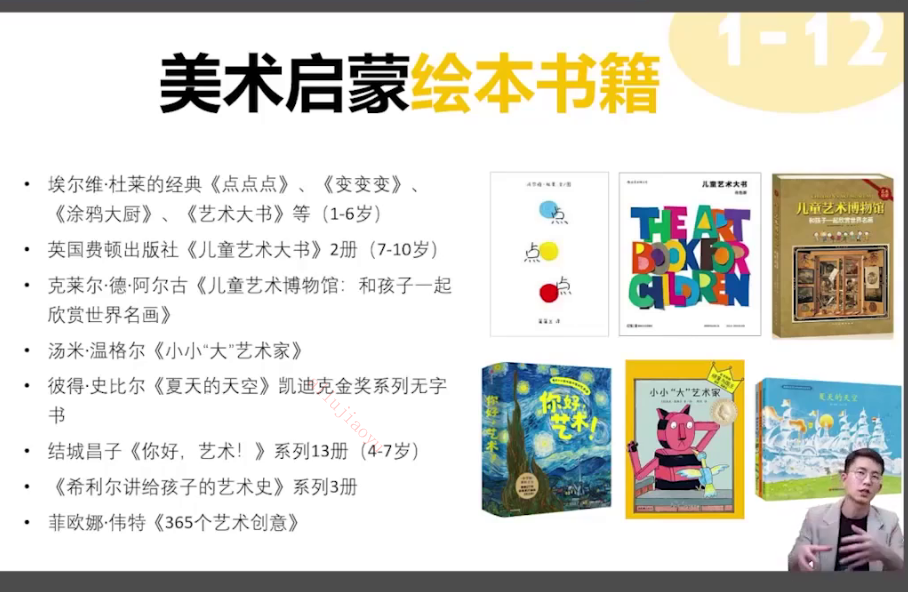 1-12
美术启蒙绘本书籍
• 埃尔维·杜莱的经典《点点点》、《变变变》、
《涂鸦大厨》、《艺术大书》等（1-6岁）
• 英国费顿出版社《儿童艺术大书》2册（7-10岁）
• 克莱尔·德·阿尔古《儿童艺术博物馆：和孩子一起
欣赏世界名画》
• 汤米·温格尔《小小“大”艺术家》
• 彼得·史比尔《夏天的天空》凯迪克金奖系列无字
书
• 结城昌子《你好，艺术！》系列13册（4-7岁）
• 《希利尔讲给孩子的艺术史》系列3册
• 菲欧娜·伟特《365个艺术创意》
点
点
点
儿童艺术大书
THE ART
BOOK FOR
CHILDREN
儿童艺术博物馆
和孩子一起欣赏世界名画
你好，艺术
你好，
艺术！
小小“大”艺术家
夏天的天空